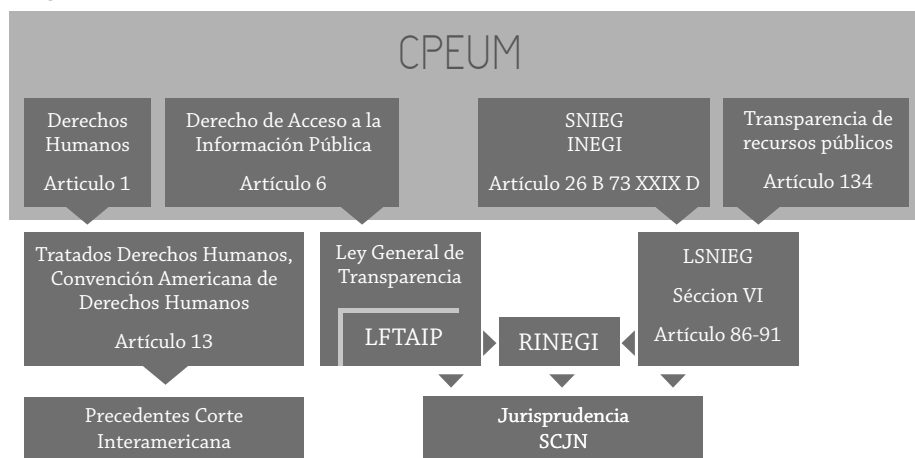 CPEUM
Derechos
Humanos
Articulo 1
Derecho de Acceso a la
Información Pública
Artículo 6
SNIEG
INEGI
Artículo 26 B 73 XXIX D
Transparencia de
recursos públicos
Artículo 134
Tratados Derechos Humanos,
Convención Americana de
Derechos Humanos
Artículo 13
Ley General de
Transparencia
LFTAIP
RINEGI
LSNIEG
Séccion VI
Artículo 86-91
Precedentes Corte
Interamericana
Jurisprudencia
SCJN